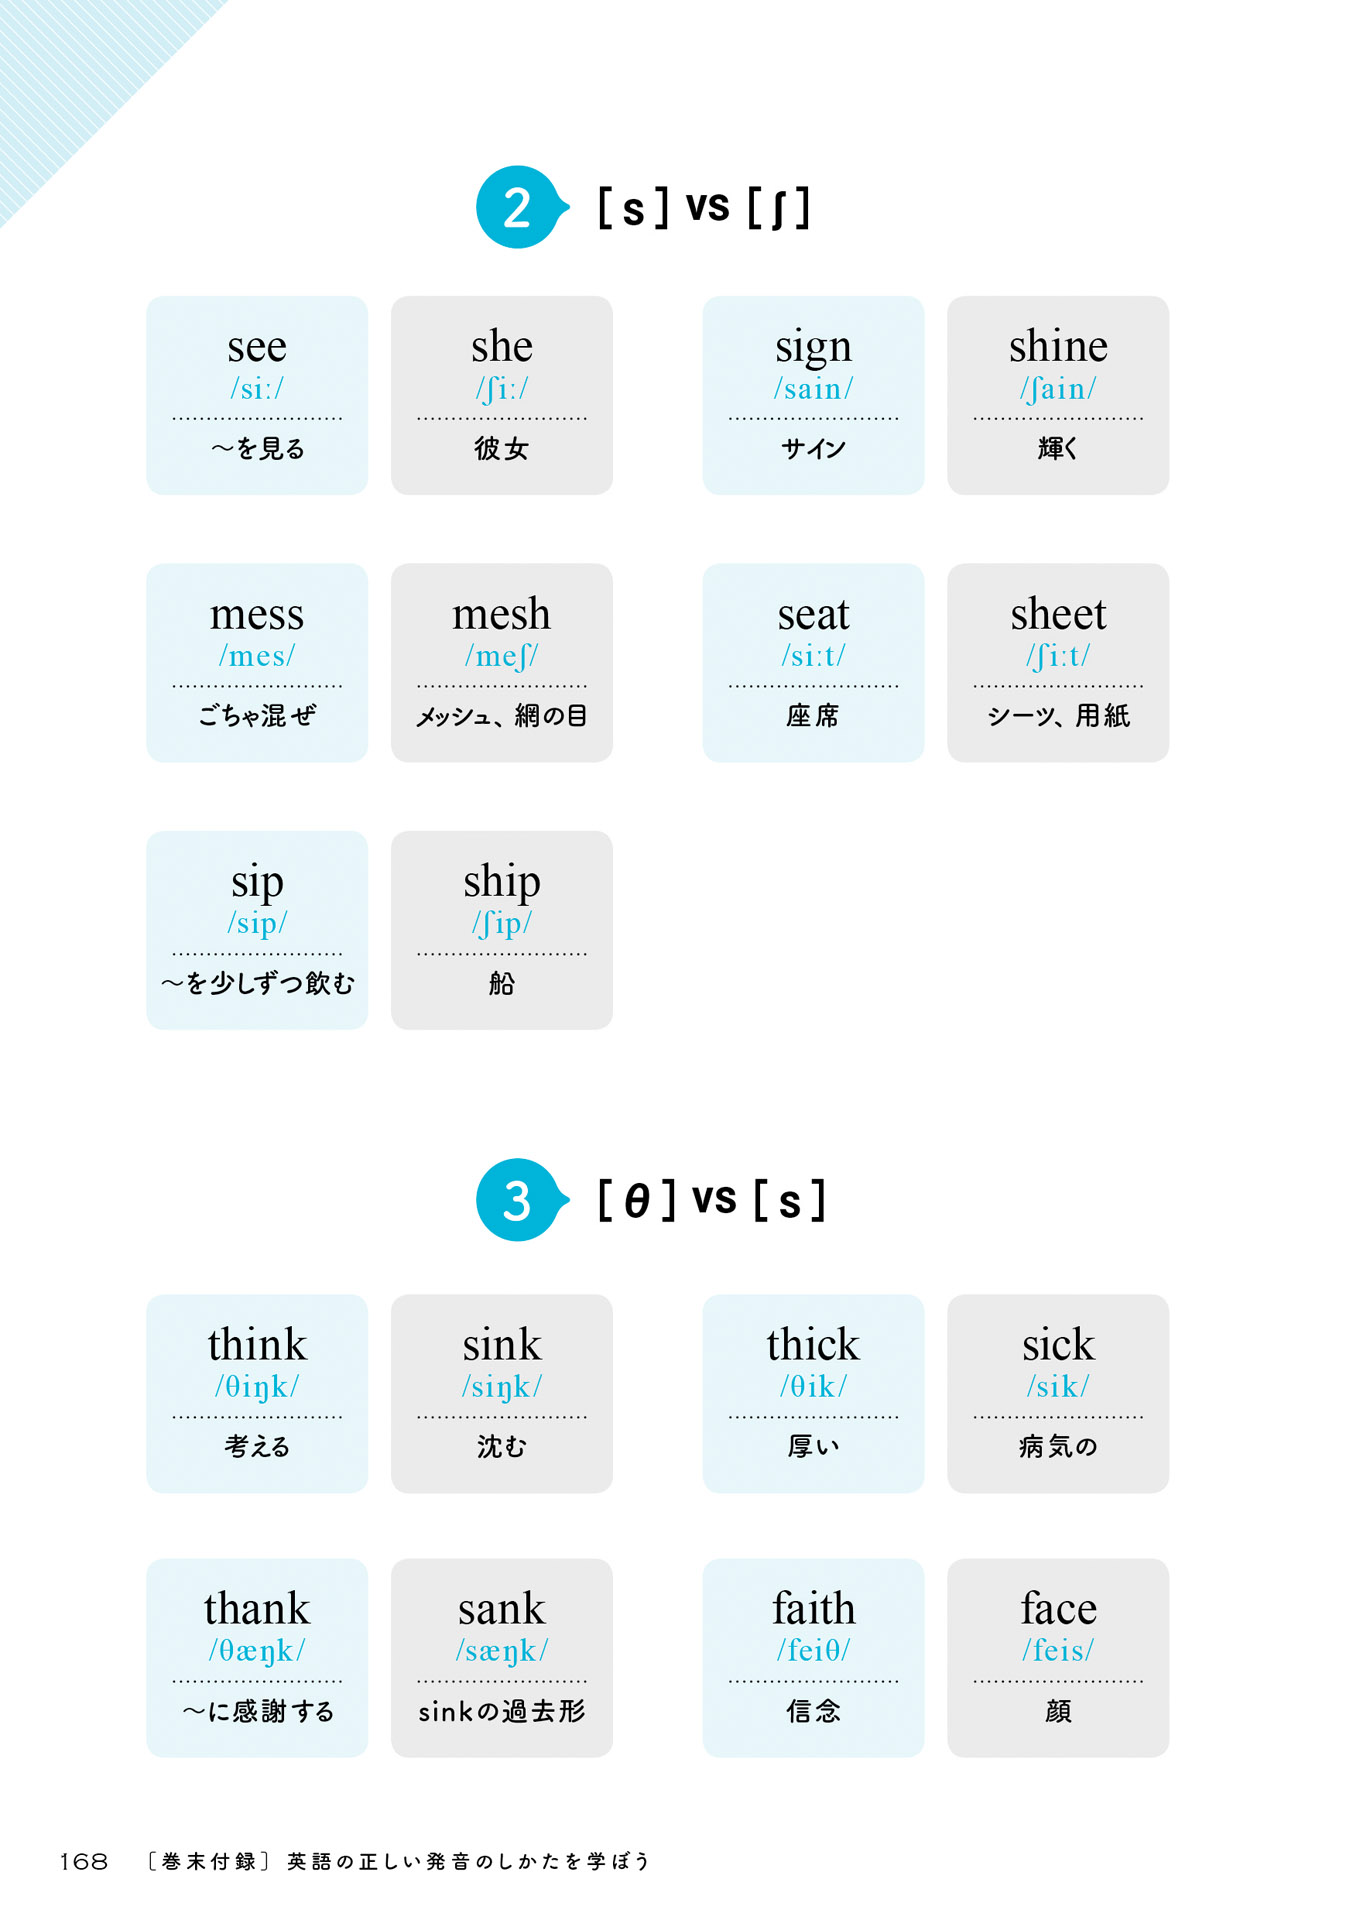 2 [s] vs [ʃ]
see she sign shine
/siː/ /ʃiː/ /sain/ /ʃain/
〜を見る 彼女 サイン 輝く
mess mesh seat sheet
/mes/ /meʃ/ /siːt/ /ʃiːt/
ごちゃ混ぜ メッシュ、網の目 座席 シーツ、用紙
sip ship
/sip/ /ʃip/
〜を少しずつ飲む 船
3 [θ] vs [s]
think sink thick sick
/θiŋk/ /siŋk/ /θik/ /sik/
考える 沈む 厚い 病気の
thank sank faith face
/θæŋk/ /sæŋk/ /feiθ/ /feis/
〜に感謝する sinkの過去形 信念 顔
168 ［巻末付録］英語の正しい発音のしかたを学ぼう